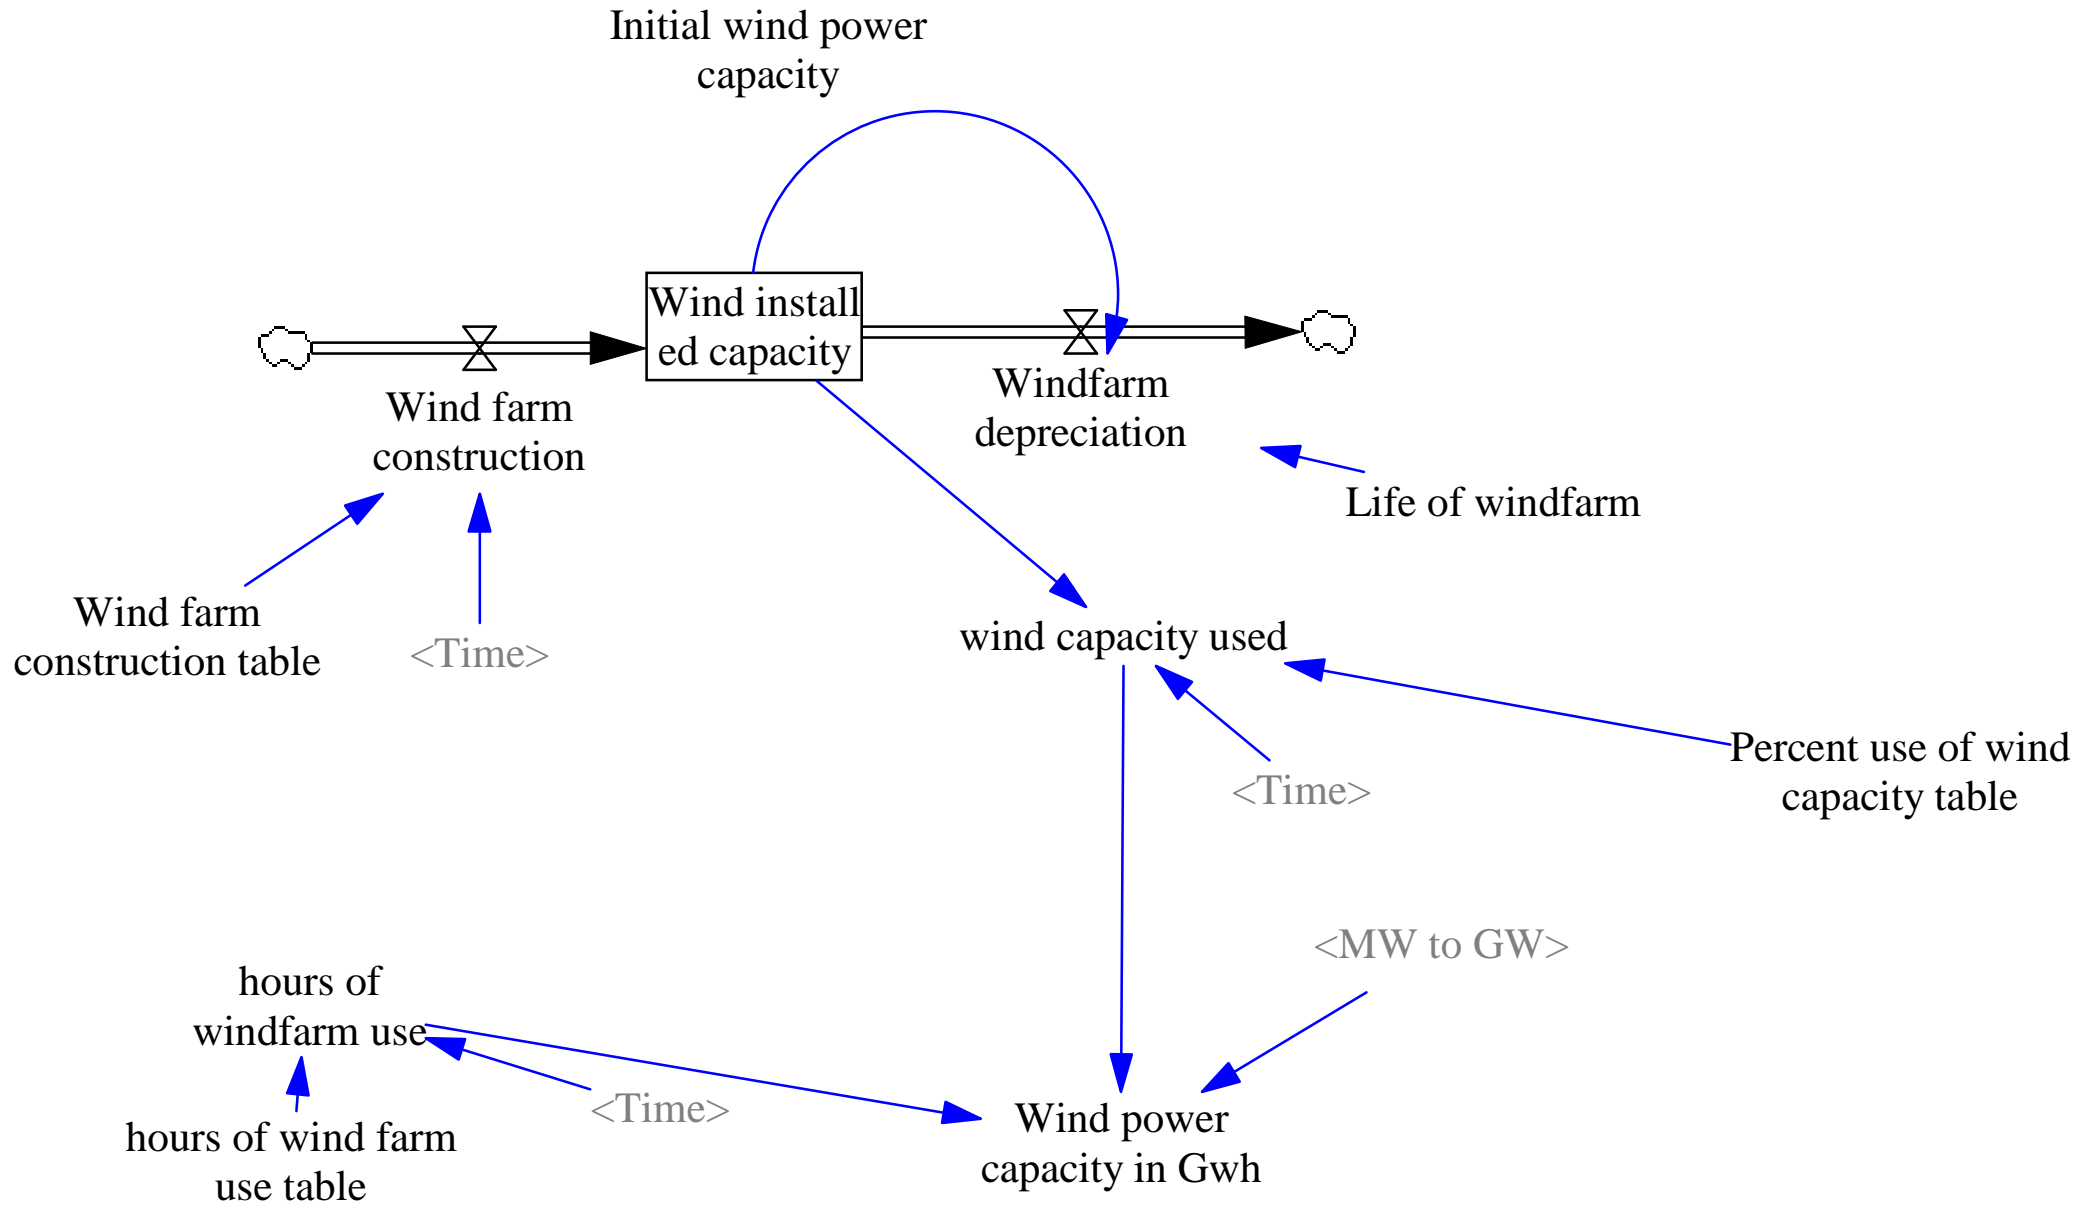 Initial wind power
capacity
Wind install
ed capacity
Windfarm
depreciation
Wind farm
construction
Life of windfarm
Wind farm
construction table
<Time>
wind capacity used
<Time>
Percent use of wind
capacity table
<MW to GW>
hours of
windfarm use
<Time>
hours of wind farm
use table
Wind power
capacity in Gwh